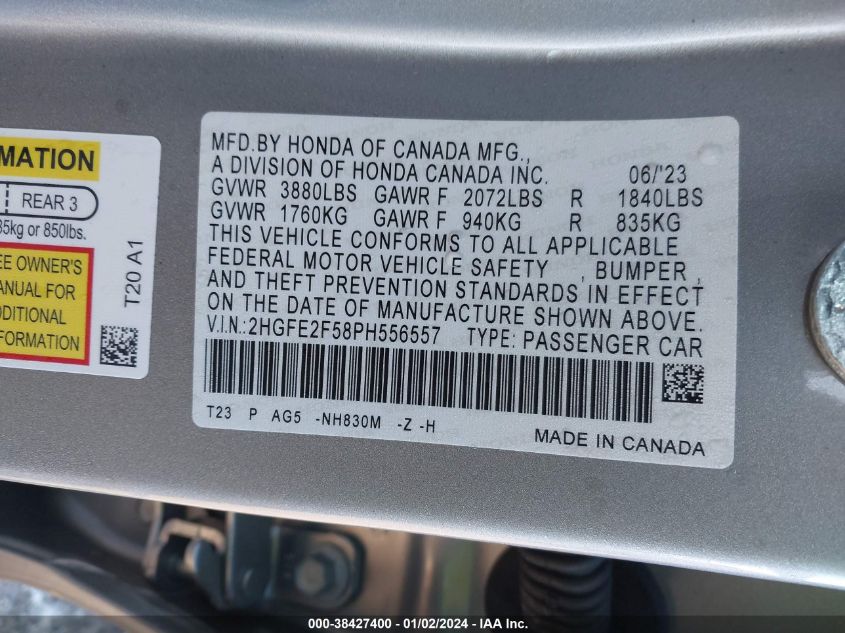 MATION
REAR 3
35kg or 850lbs.
EE OWNER'S
ANUAL FOR
DDITIONAL
FORMATION
T20 A1
MFD.BY HONDA OF CANADA MFG.,
A DIVISION OF HONDA CANADA INC. 06/'23
GVWR 3880LBS GAWR F 2072LBS R 1840LBS
GVWR 1760KG GAWR F 940KG R 835KG
THIS VEHICLE CONFORMS TO ALL APPLICABLE
FEDERAL MOTOR VEHICLE SAFETY , BUMPER ,
AND THEFT PREVENTION STANDARDS IN EFFECT
ON THE DATE OF MANUFACTURE SHOWN ABOVE.
V.I.N.:2HGFE2F58PH556557 TYPE: PASSENGER CAR
T23 P AG5 -NH830M -Z -H
MADE IN CANADA
000-38427400 - 01/02/2024 - IAA Inc.